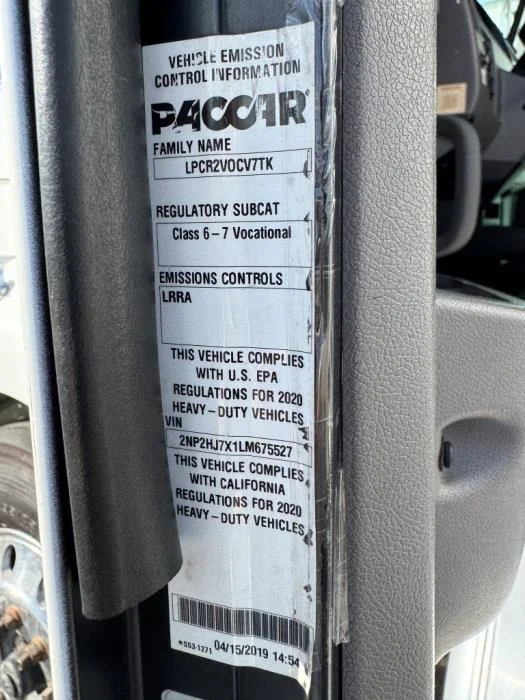 VEHICLE EMISSION
CONTROL INFORMATION
PACCAR
FAMILY NAME
LPCR2VOCV7TK
REGULATORY SUBCAT
Class 6-7 Vocational
EMISSIONS CONTROLS
LRRA
THIS VEHICLE COMPLIES
WITH U.S. EPA
REGULATIONS FOR 2020
HEAVY-DUTY VEHICLES
VIN
2NP2HJ7X1LM675527
THIS VEHICLE COMPLIES
WITH CALIFORNIA
REGULATIONS FOR 2020
HEAVY-DUTY VEHICLES
*S53-1271 04/15/2019 14:54